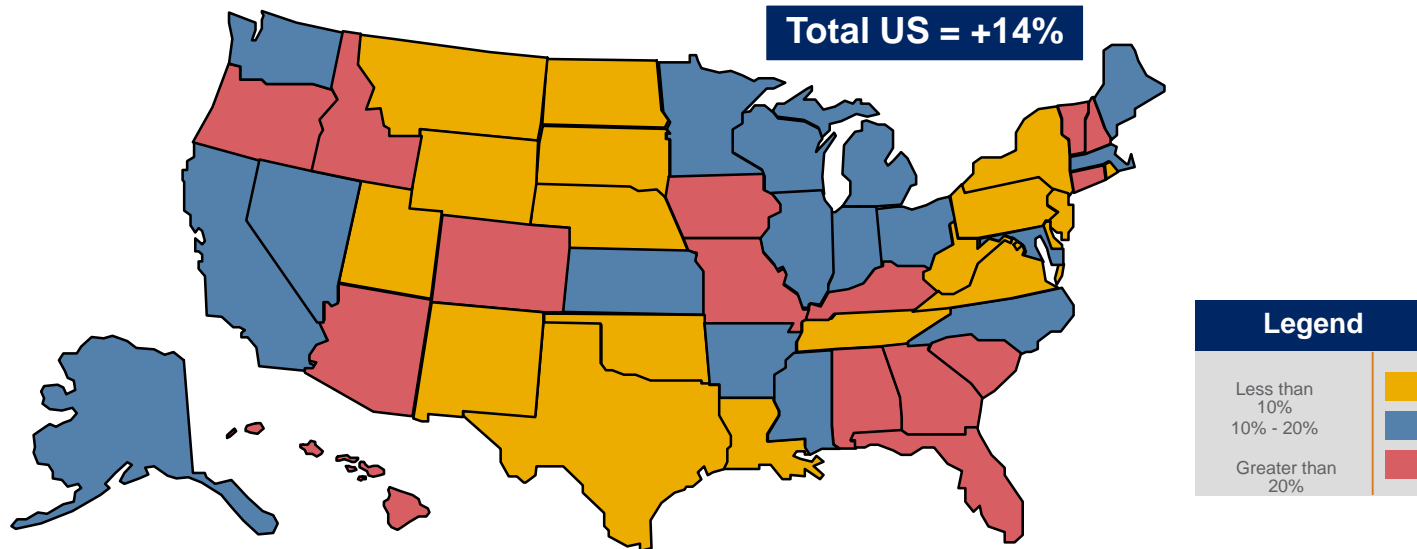 Total US = +14%
Legend
Less than
10%
10% - 20%
Greater than
20%